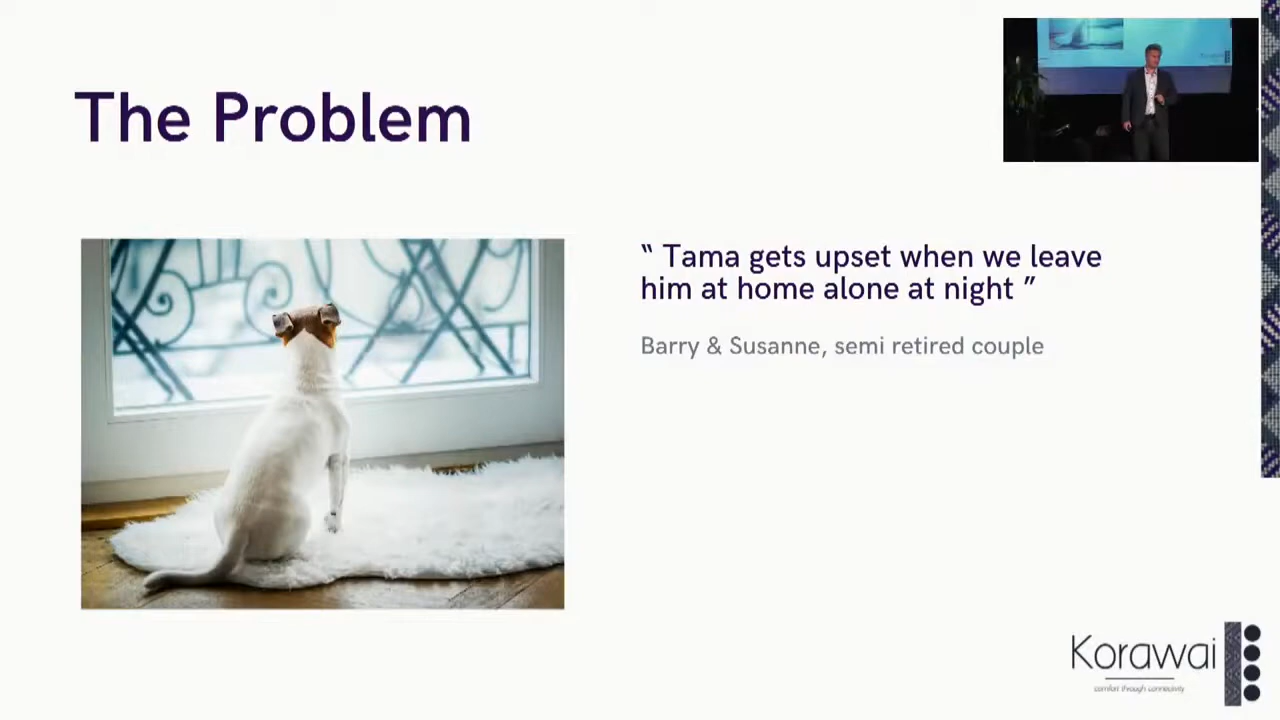 The Problem
“ Tama gets upset when we leave
him at home alone at night ”
Barry & Susanne, semi retired couple
Korawai
comfort through connectivity